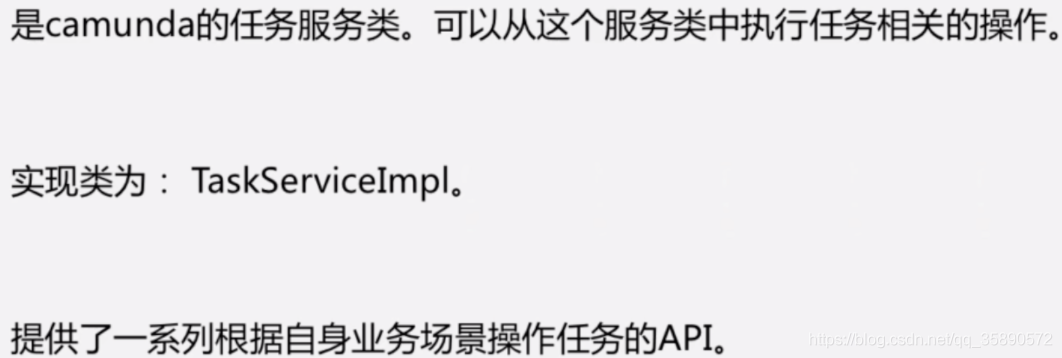 是camunda的任务服务类。可以从这个服务类中执行任务相关的操作。
实现类为： TaskServiceImpl。
提供了一系列根据自身业务场景操作任务的API。
https://blog.csdn.net/qq_35890572